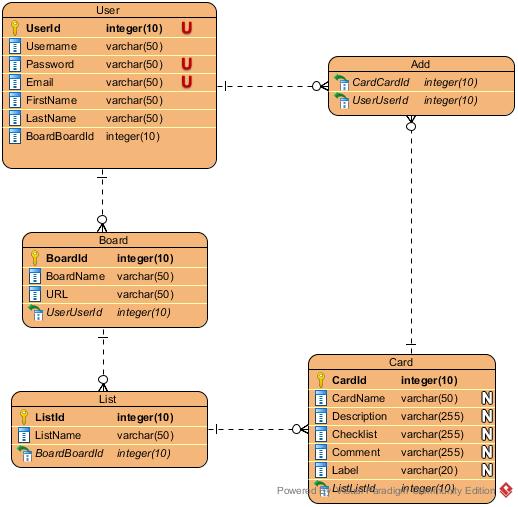 User
UserId integer(10) U
Username varchar(50)
Password varchar(50) U
Email varchar(50) U
FirstName varchar(50)
LastName varchar(50)
BoardBoardId integer(10)
Add
CardCardId integer(10)
UserUserId integer(10)
Board
BoardId integer(10)
BoardName varchar(50)
URL varchar(50)
UserUserId integer(10)
List
ListId integer(10)
ListName varchar(50)
BoardBoardId integer(10)
Card
CardId integer(10)
CardName varchar(50) N
Description varchar(255) N
Checklist varchar(255) N
Comment varchar(255) N
Label varchar(20) N
ListListId integer(10)
Powered Visual Paradigm Community Edition